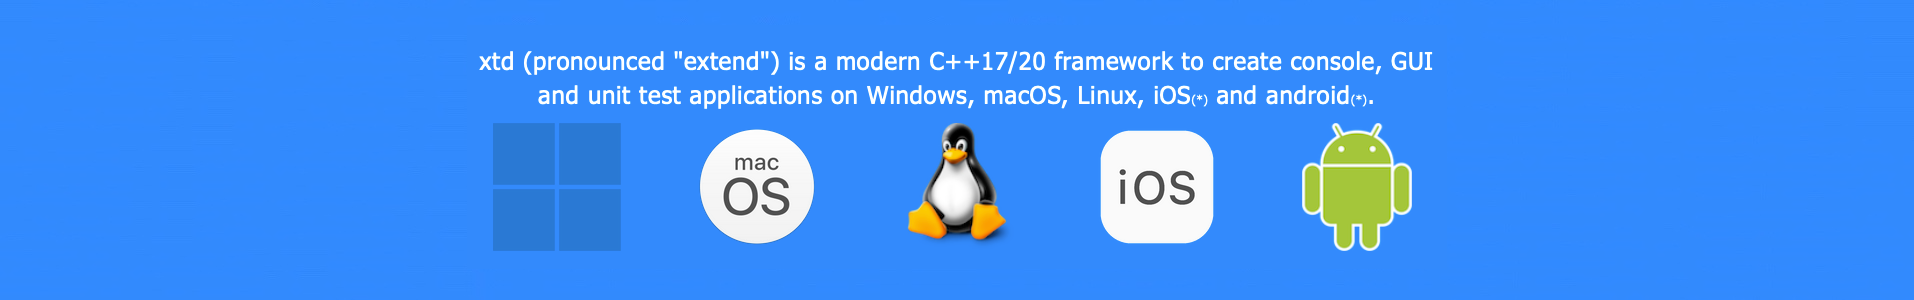 xtd (pronounced "extend") is a modern C++17/20 framework to create console, GUI
and unit test applications on Windows, macOS, Linux, iOS(*) and android(*).
mac
OS
iOS